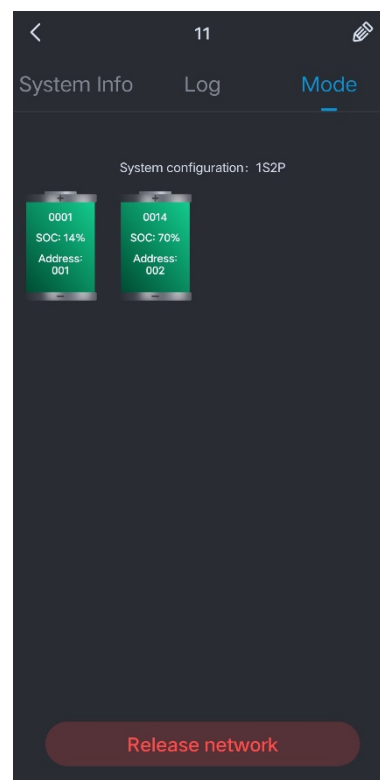 11
System Info Log Mode
System configuration: 1S2P
+ +
0001 0014
SOC: 14% SOC: 70%
Address: Address:
001 002
- -
Release network